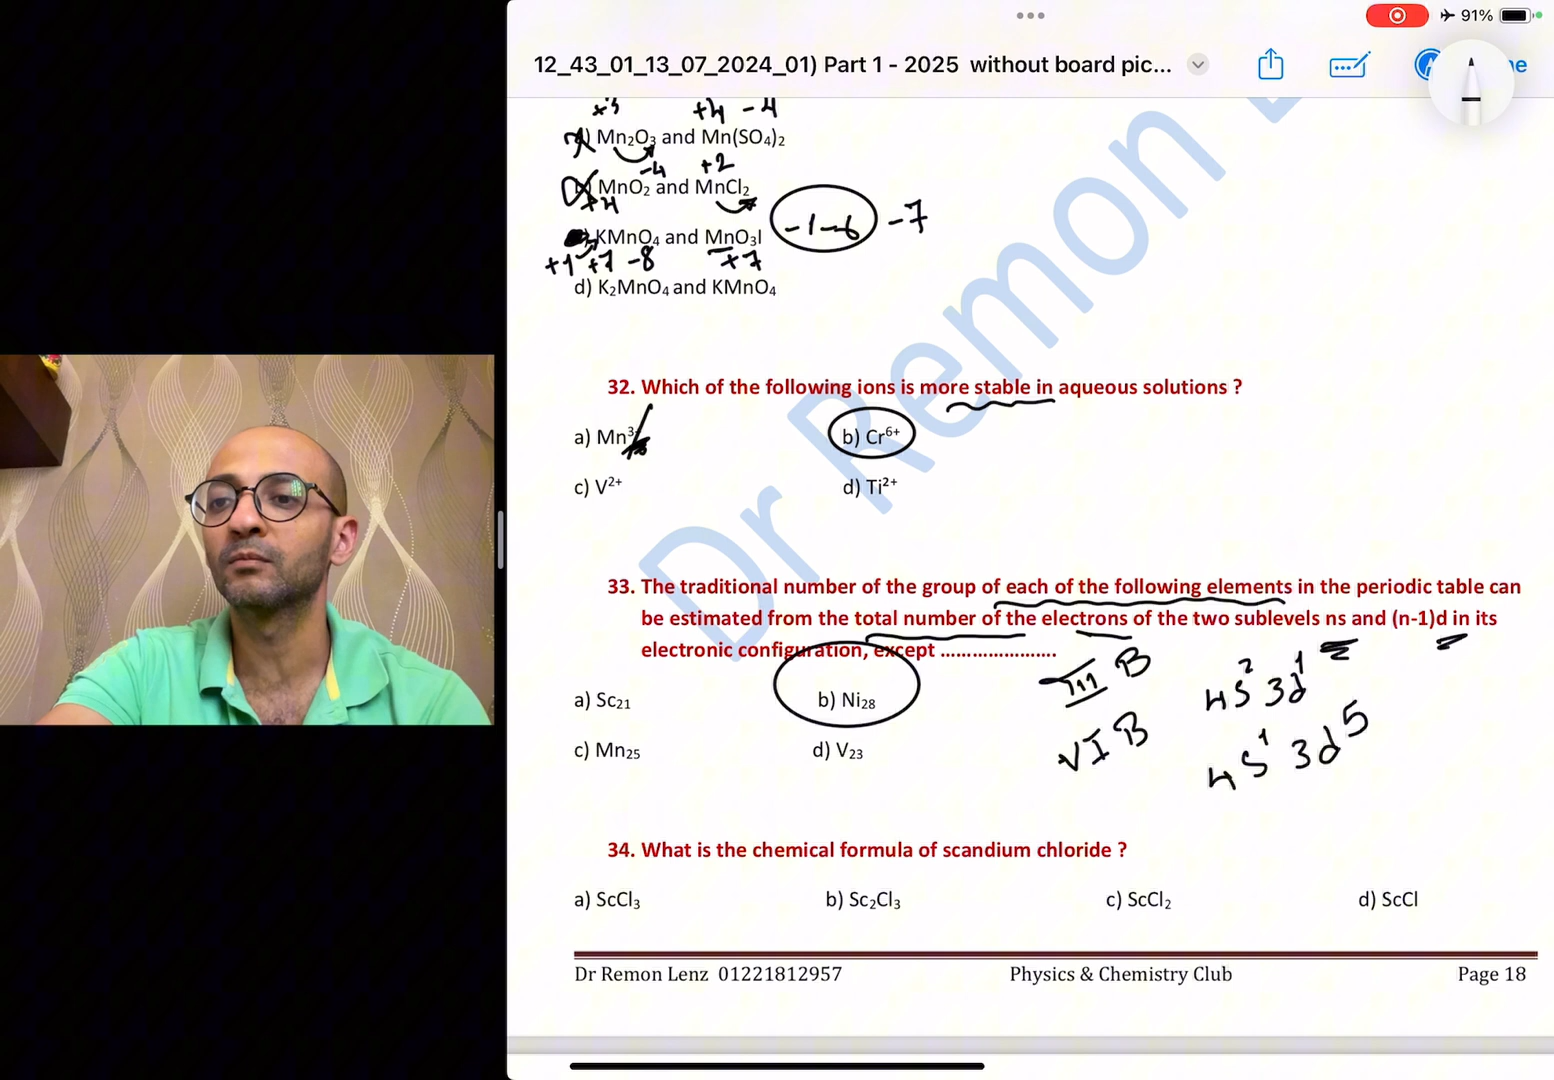 91%
12_43_01_13_07_2024_01) Part 1 - 2025 without board pic...
+3 +4 -4
Mn₂O₃ and Mn(SO₄)₂
-4 +2
MnO₂ and MnCl₂
+4
-1-6 -7
KMnO₄ and MnO₃I
+1 +7 -8 +7
d) K₂MnO₄ and KMnO₄
32. Which of the following ions is more stable in aqueous solutions ?
a) Mn³
b) Cr⁶⁺
c) V²⁺
d) Ti²⁺
33. The traditional number of the group of each of the following elements in the periodic table can
be estimated from the total number of the electrons of the two sublevels ns and (n-1)d in its
electronic configuration, except .....................
III B 4S² 3d¹
a) Sc₂₁ b) Ni₂₈
VIB 4S¹ 3d⁵
c) Mn₂₅ d) V₂₃
34. What is the chemical formula of scandium chloride ?
a) ScCl₃ b) Sc₂Cl₃ c) ScCl₂ d) ScCl
Dr Remon Lenz 01221812957 Physics & Chemistry Club Page 18
Dr Remon